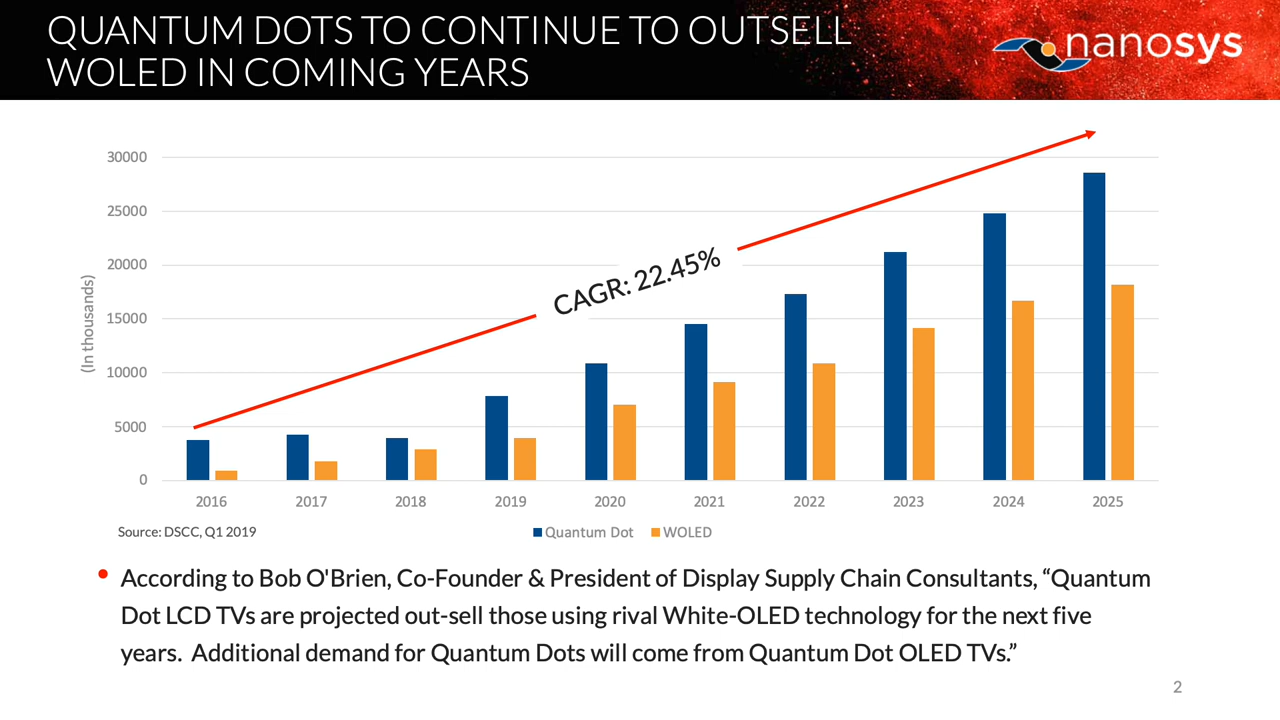 QUANTUM DOTS TO CONTINUE TO OUTSELL
WOLED IN COMING YEARS
nanosys
30000
25000
20000
15000
10000
5000
0
(In thousands)
CAGR: 22.45%
2016 2017 2018 2019 2020 2021 2022 2023 2024 2025
Source: DSCC, Q1 2019
Quantum Dot WOLED
• According to Bob O'Brien, Co-Founder & President of Display Supply Chain Consultants, “Quantum
Dot LCD TVs are projected out-sell those using rival White-OLED technology for the next five
years. Additional demand for Quantum Dots will come from Quantum Dot OLED TVs.”
2